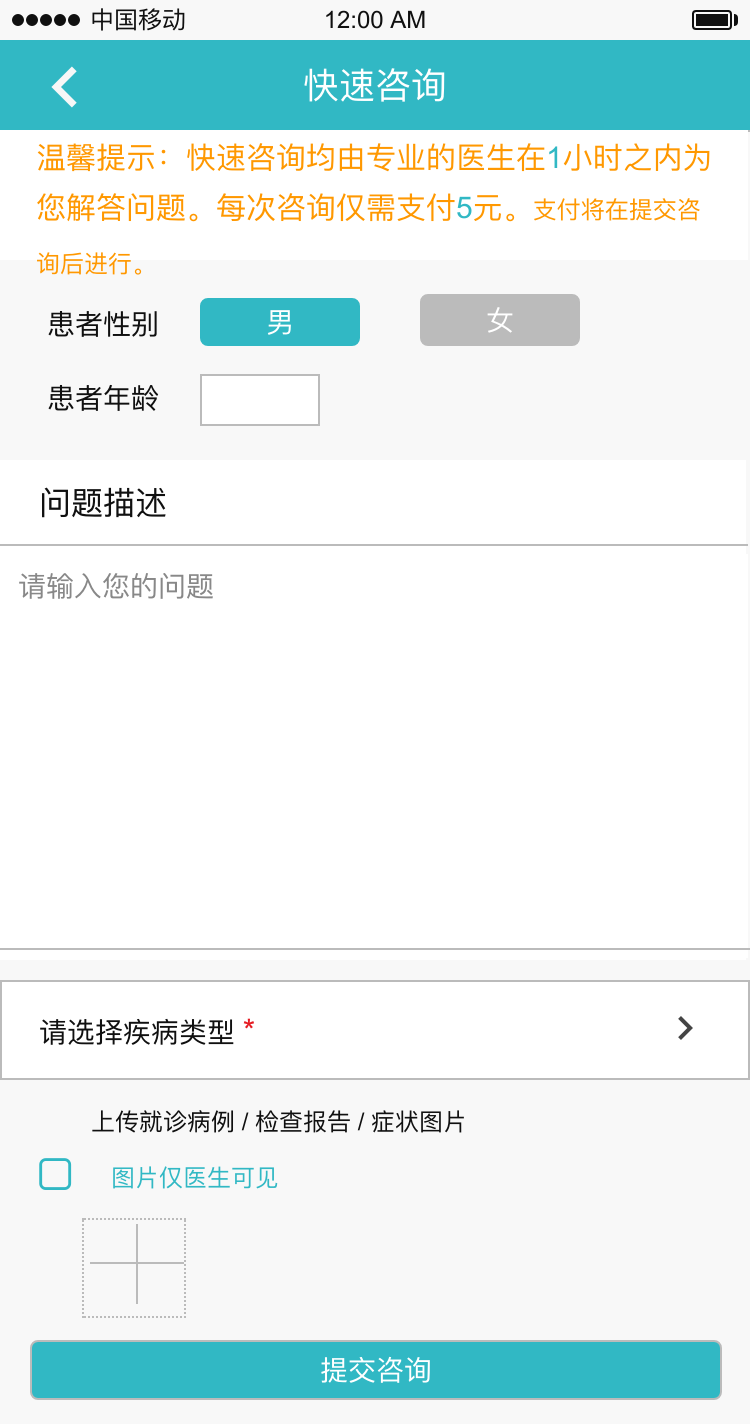 中国移动 12:00 AM
快速咨询
温馨提示：快速咨询均由专业的医生在1小时之内为
您解答问题。每次咨询仅需支付5元。支付将在提交咨
询后进行。
患者性别 男 女
患者年龄
问题描述
请输入您的问题
请选择疾病类型 *
上传就诊病例 / 检查报告 / 症状图片
图片仅医生可见
提交咨询